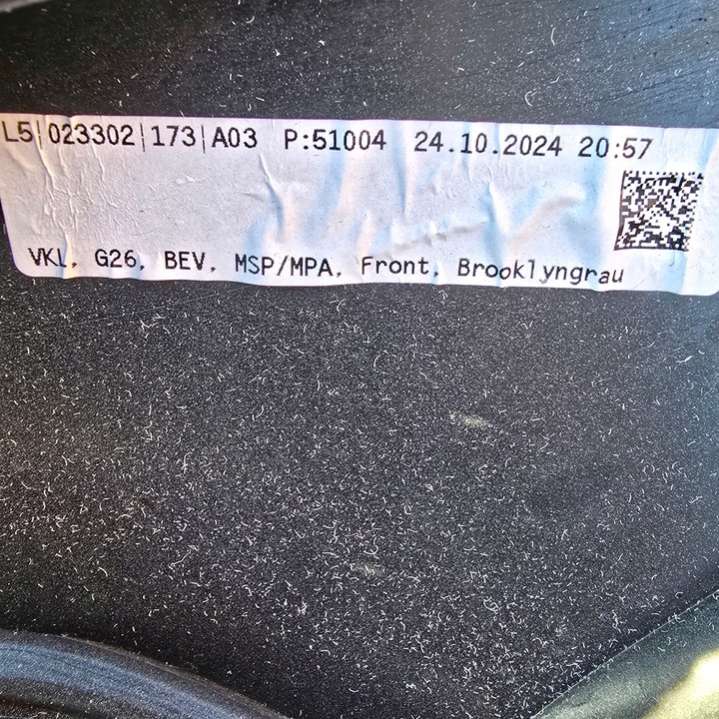 L5|023302|173|A03 P:51004 24.10.2024 20:57
VKL, G26, BEV, MSP/MPA, Front, Brooklyngrau